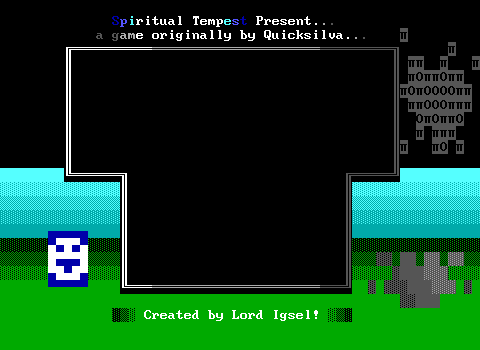 Spiritual Tempest Present...
a game originally by Quicksilva...
Created by Lord Igsel!